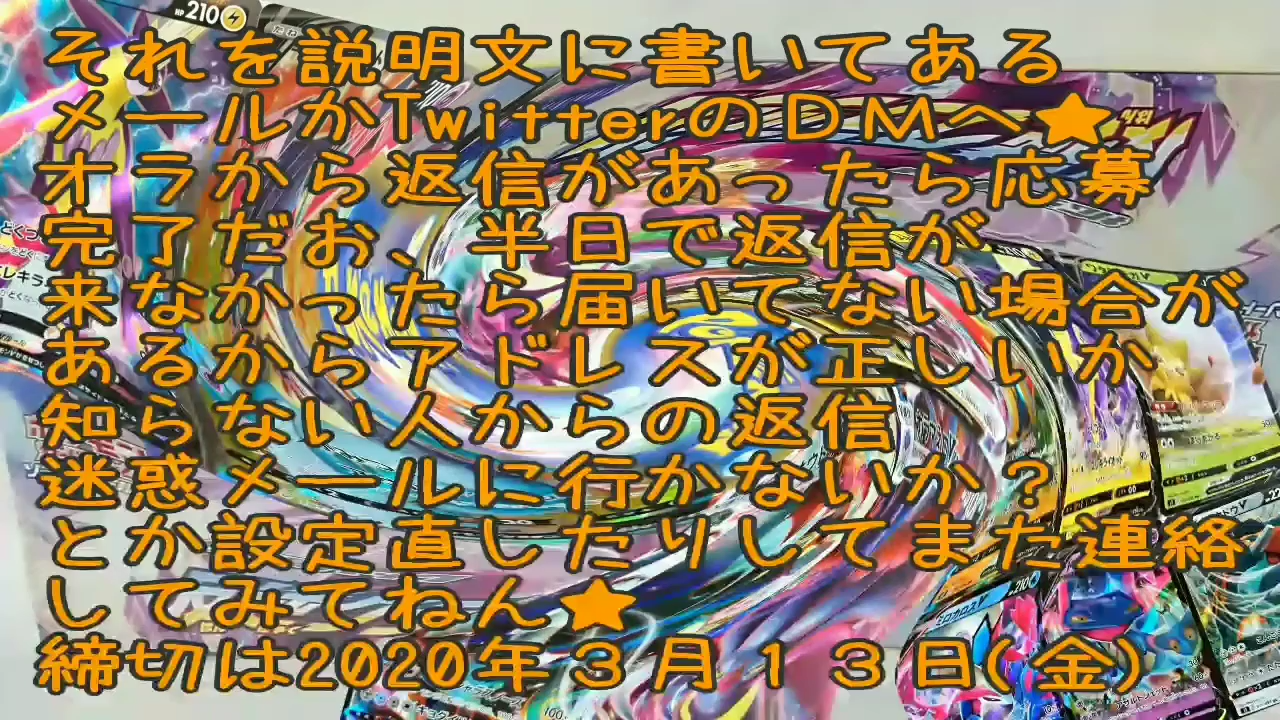 それを説明文に書いてある
メールかTwitterのDMへ★
オラから返信があったら応募
完了だお、半日で返信が
来なかったら届いてない場合が
あるからアドレスが正しいか
知らない人からの返信
迷惑メールに行かないか？
とか設定直したりしてまた連絡
してみてねん★
締切は2020年３月１３日(金)
HP 210